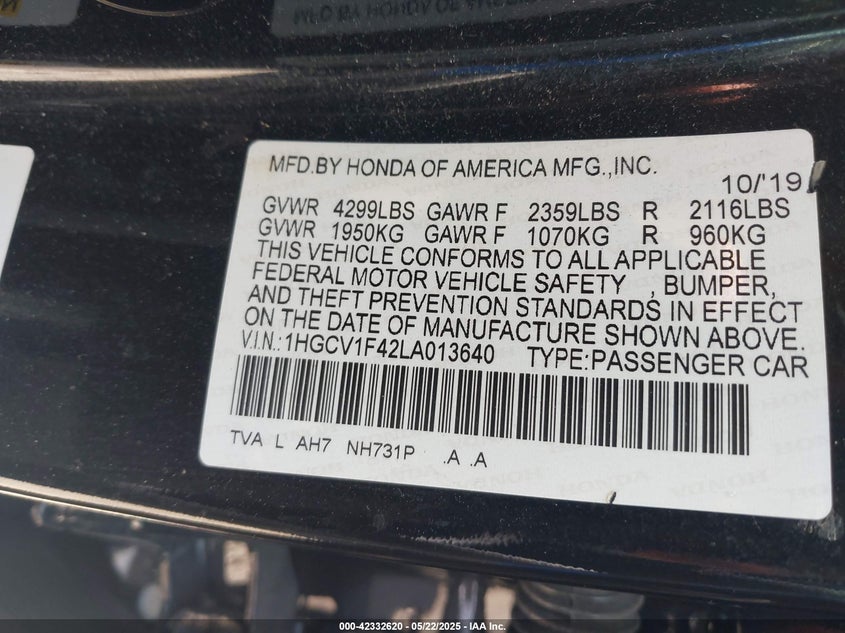 MFD.BY HONDA OF AMERICA MFG.,INC.
10/'19
GVWR 4299LBS GAWR F 2359LBS R 2116LBS
GVWR 1950KG GAWR F 1070KG R 960KG
THIS VEHICLE CONFORMS TO ALL APPLICABLE
FEDERAL MOTOR VEHICLE SAFETY , BUMPER,
AND THEFT PREVENTION STANDARDS IN EFFECT
ON THE DATE OF MANUFACTURE SHOWN ABOVE.
V.I.N.:1HGCV1F42LA013640 TYPE:PASSENGER CAR
TVA L AH7 NH731P .A .A
000-42332620 - 05/22/2025 - IAA Inc.